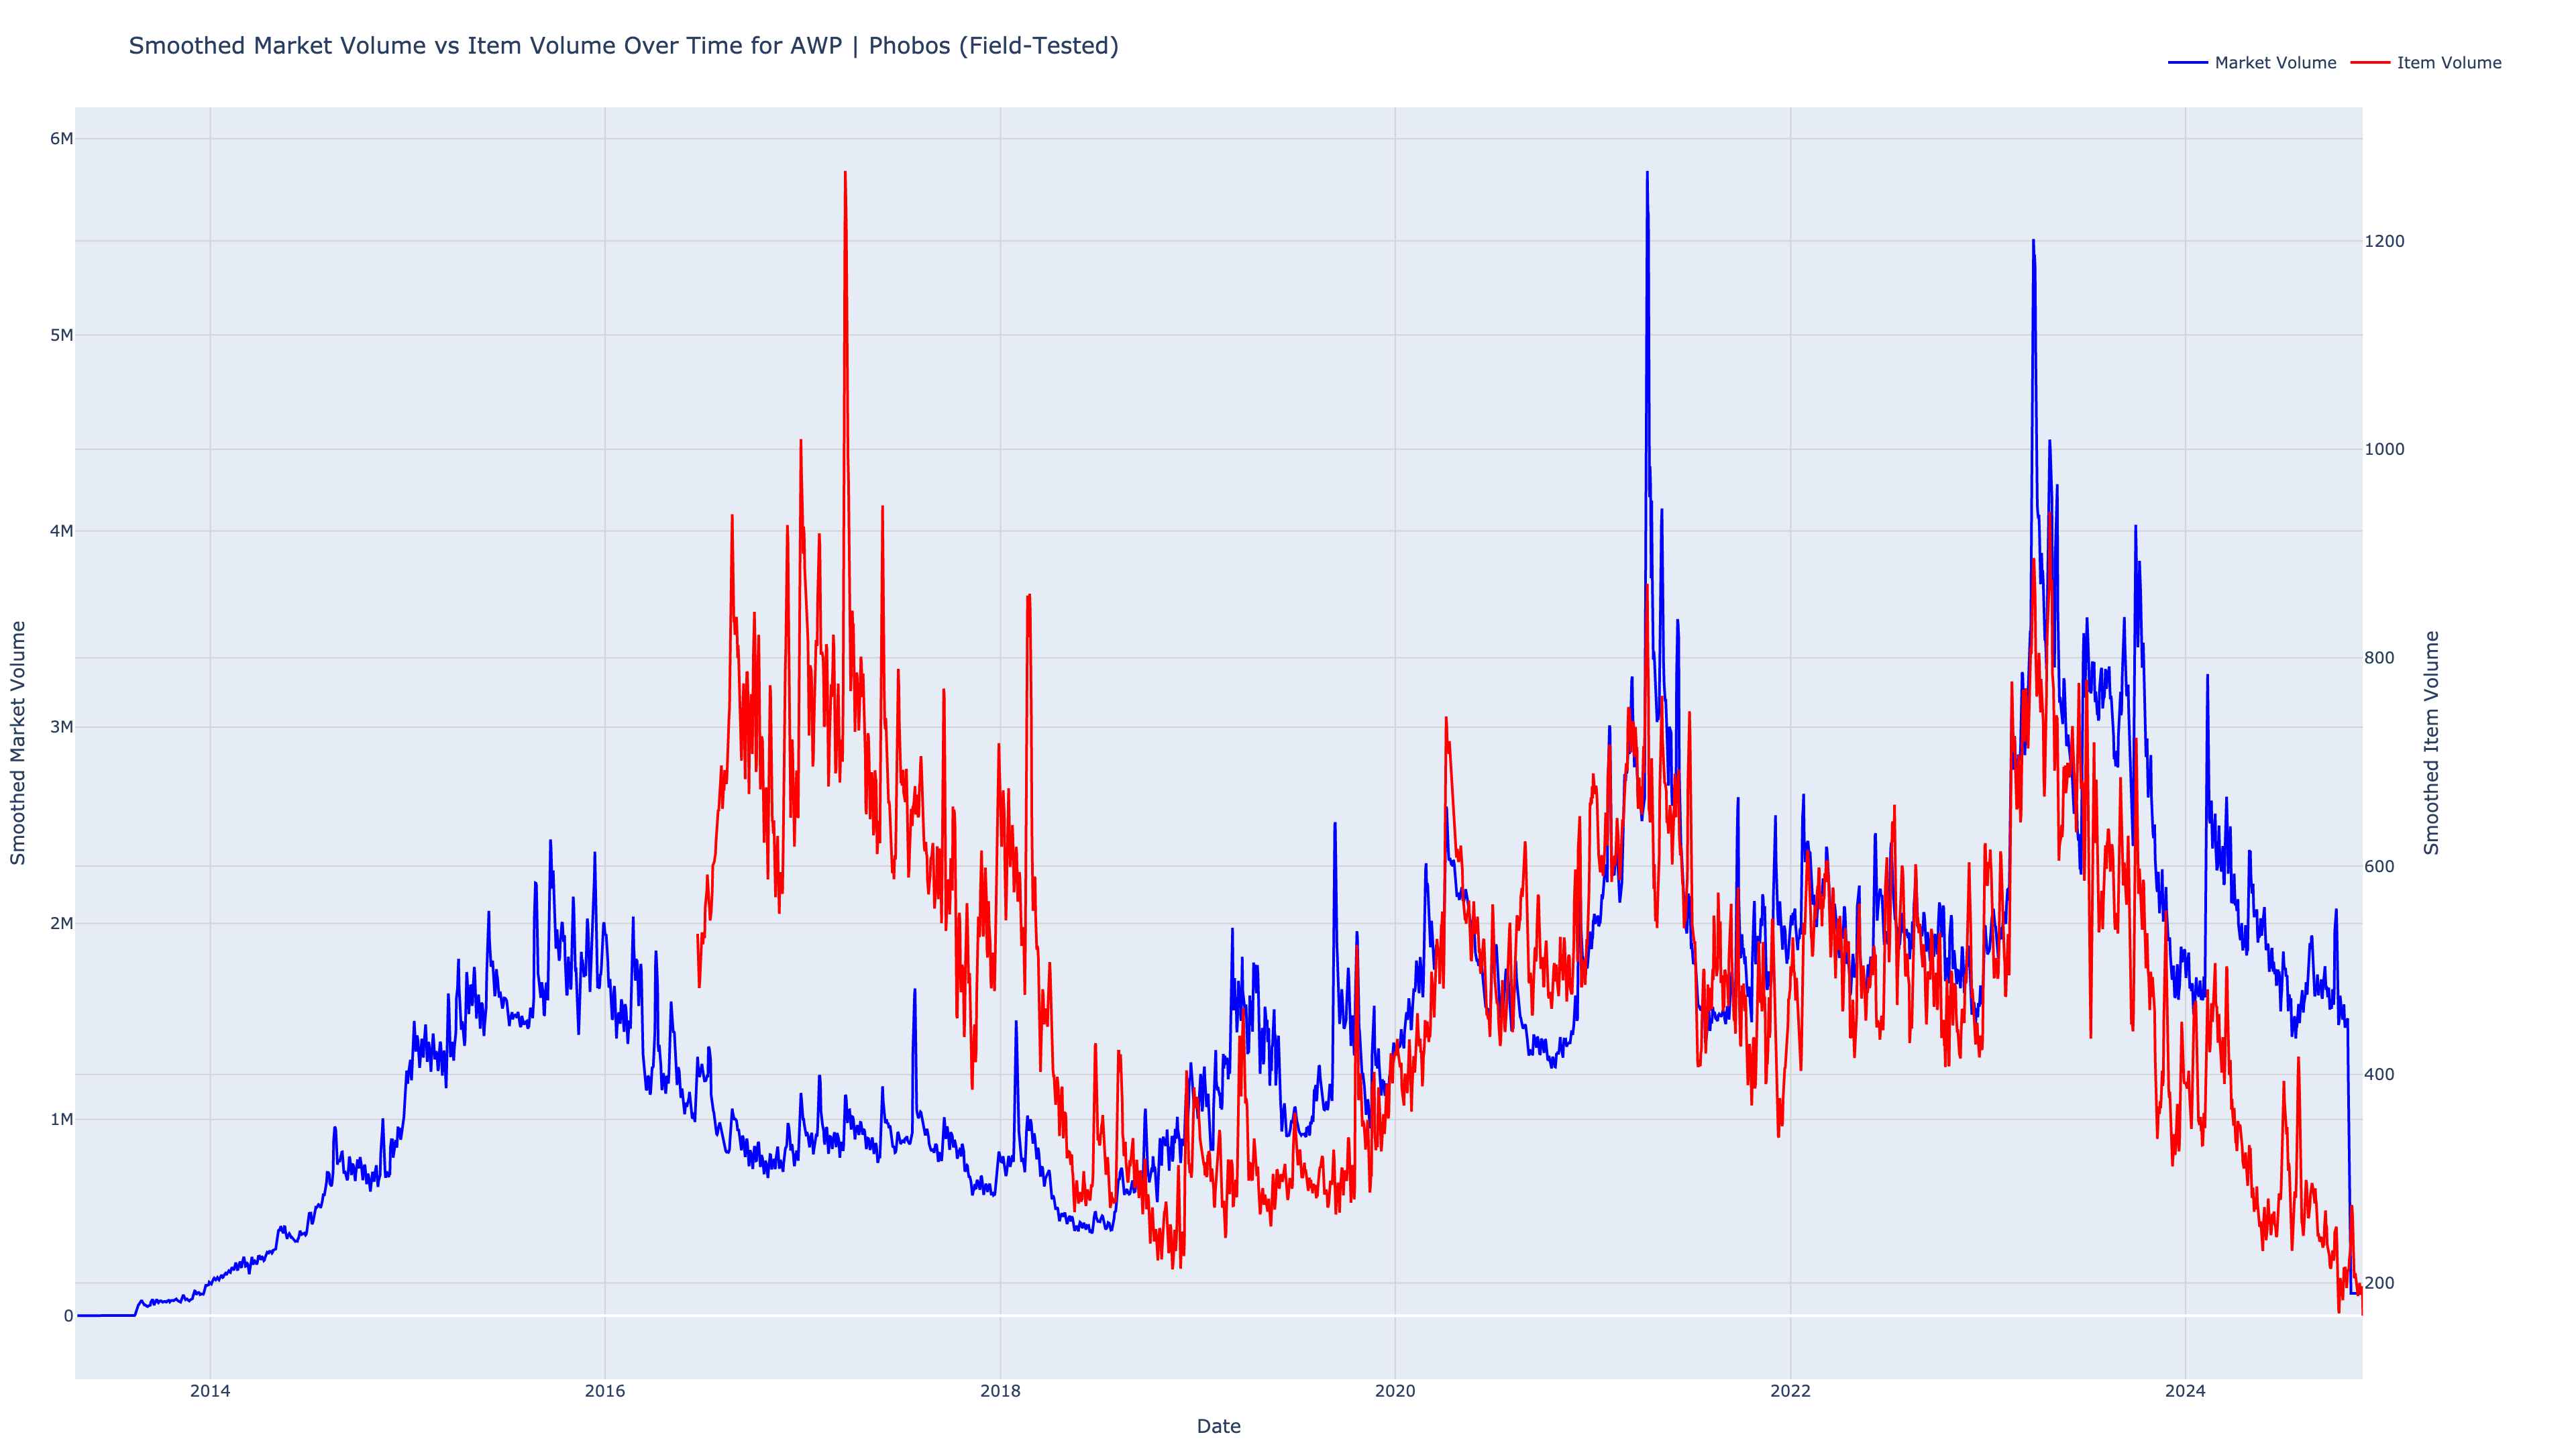 Smoothed Market Volume vs Item Volume Over Time for AWP | Phobos (Field-Tested)
Market Volume
Item Volume
6M
5M
4M
3M
2M
1M
0
Smoothed Market Volume
1200
1000
800
600
400
200
Smoothed Item Volume
2014
2016
2018
2020
2022
2024
Date